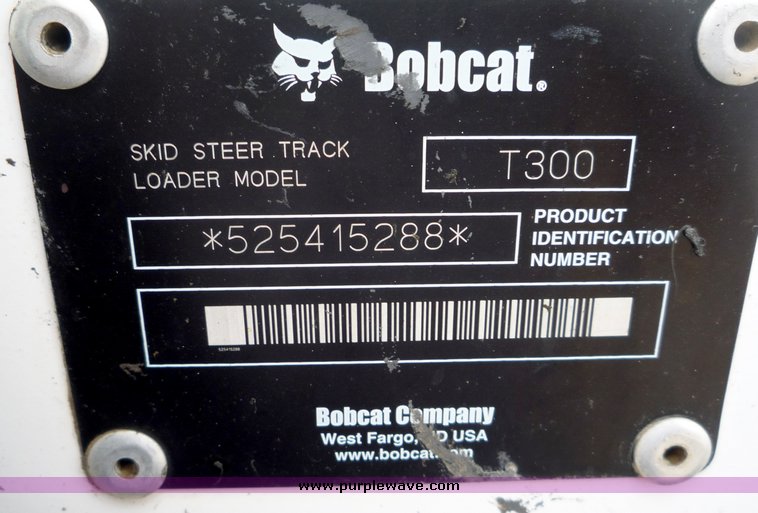 Bobcat®
SKID STEER TRACK
LOADER MODEL
T300
*525415288*
PRODUCT
IDENTIFICATION
NUMBER
525415288
Bobcat Company
West Fargo, ND USA
www.bobcat.com
www.purplewave.com